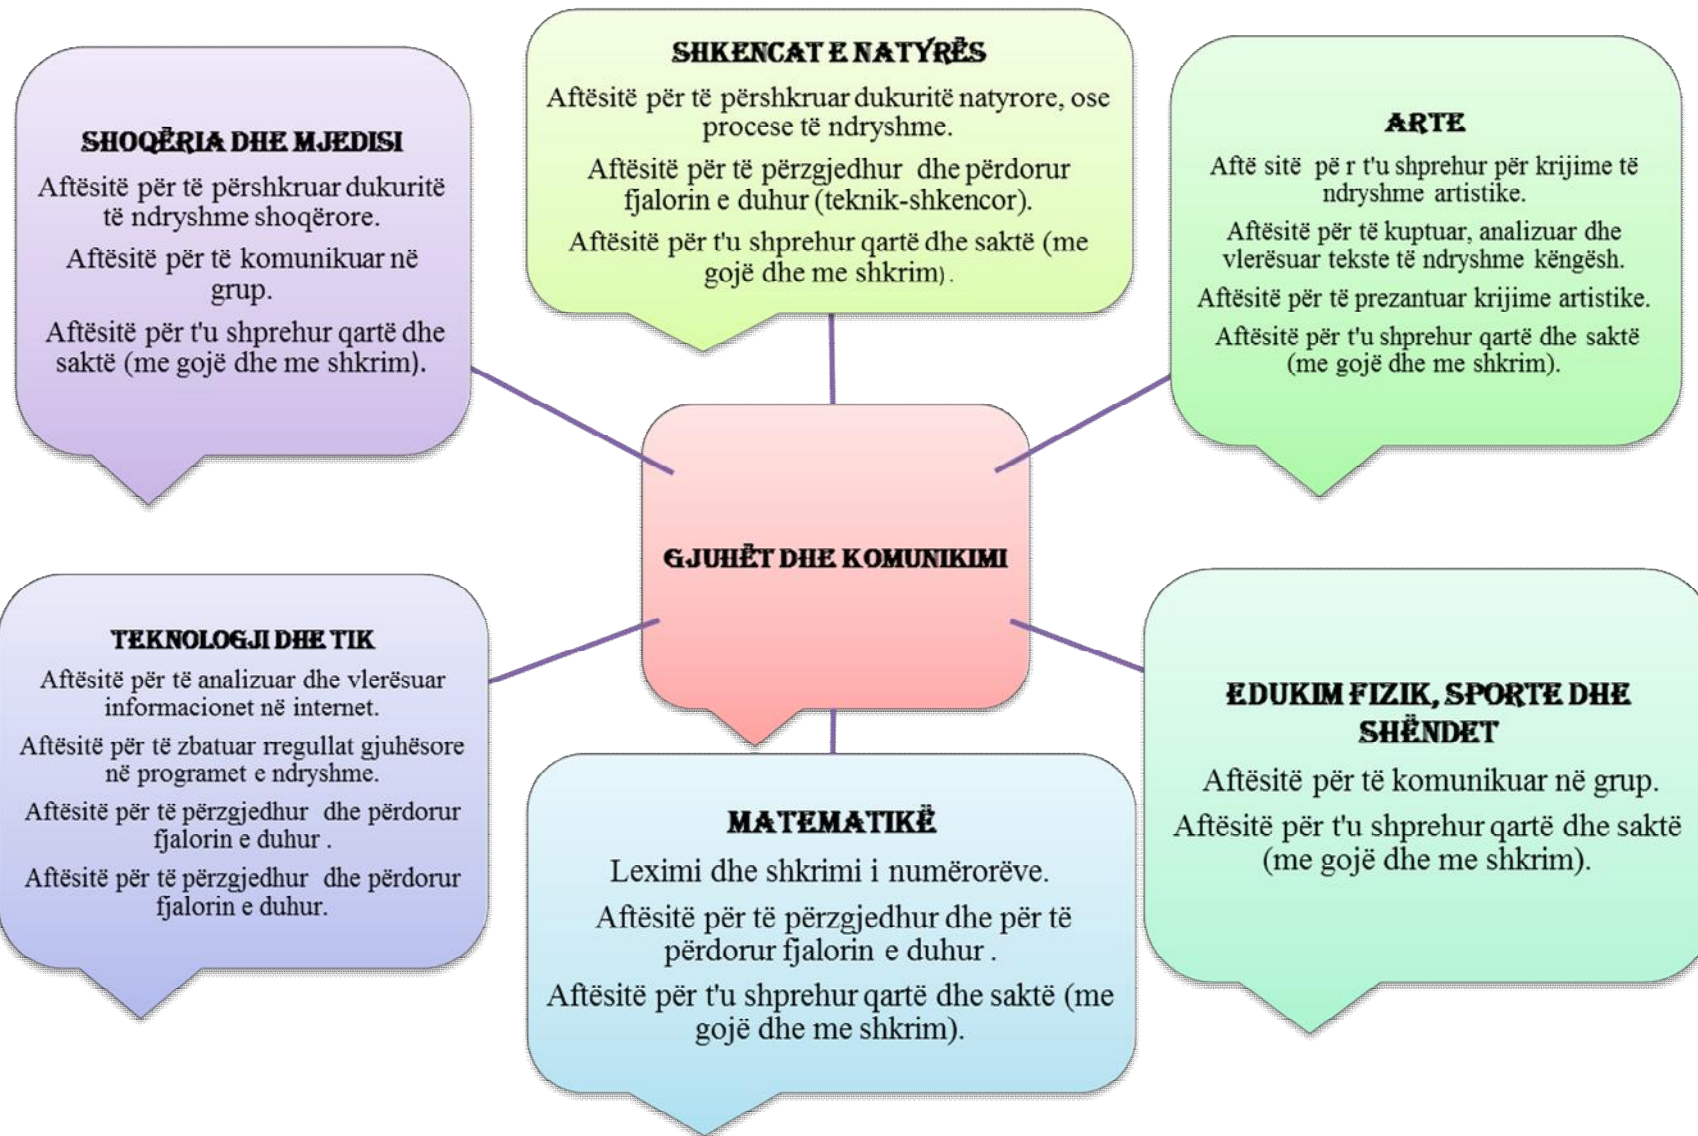 SHOQËRIA DHE MJEDISI
Aftësitë për të përshkruar dukuritë
të ndryshme shoqërore.
Aftësitë për të komunikuar në
grup.
Aftësitë për t'u shprehur qartë dhe
saktë (me gojë dhe me shkrim).
SHKENCAT E NATYRËS
Aftësitë për të përshkruar dukuritë natyrore, ose
procese të ndryshme.
Aftësitë për të përzgjedhur dhe përdorur
fjalorin e duhur (teknik-shkencor).
Aftësitë për t'u shprehur qartë dhe saktë (me
gojë dhe me shkrim).
ARTE
Aftë sitë pë r t'u shprehur për krijime të
ndryshme artistike.
Aftësitë për të kuptuar, analizuar dhe
vlerësuar tekste të ndryshme këngësh.
Aftësitë për të prezantuar krijime artistike.
Aftësitë për t'u shprehur qartë dhe saktë
(me gojë dhe me shkrim).
GJUHËT DHE KOMUNIKIMI
TEKNOLOGJI DHE TIK
Aftësitë për të analizuar dhe vlerësuar
informacionet në internet.
Aftësitë për të zbatuar rregullat gjuhësore
në programet e ndryshme.
Aftësitë për të përzgjedhur dhe përdorur
fjalorin e duhur .
Aftësitë për të përzgjedhur dhe përdorur
fjalorin e duhur.
MATEMATIKË
Leximi dhe shkrimi i numërorëve.
Aftësitë për të përzgjedhur dhe për të
përdorur fjalorin e duhur .
Aftësitë për t'u shprehur qartë dhe saktë (me
gojë dhe me shkrim).
EDUKIM FIZIK, SPORTE DHE
SHËNDET
Aftësitë për të komunikuar në grup.
Aftësitë për t'u shprehur qartë dhe saktë
(me gojë dhe me shkrim).